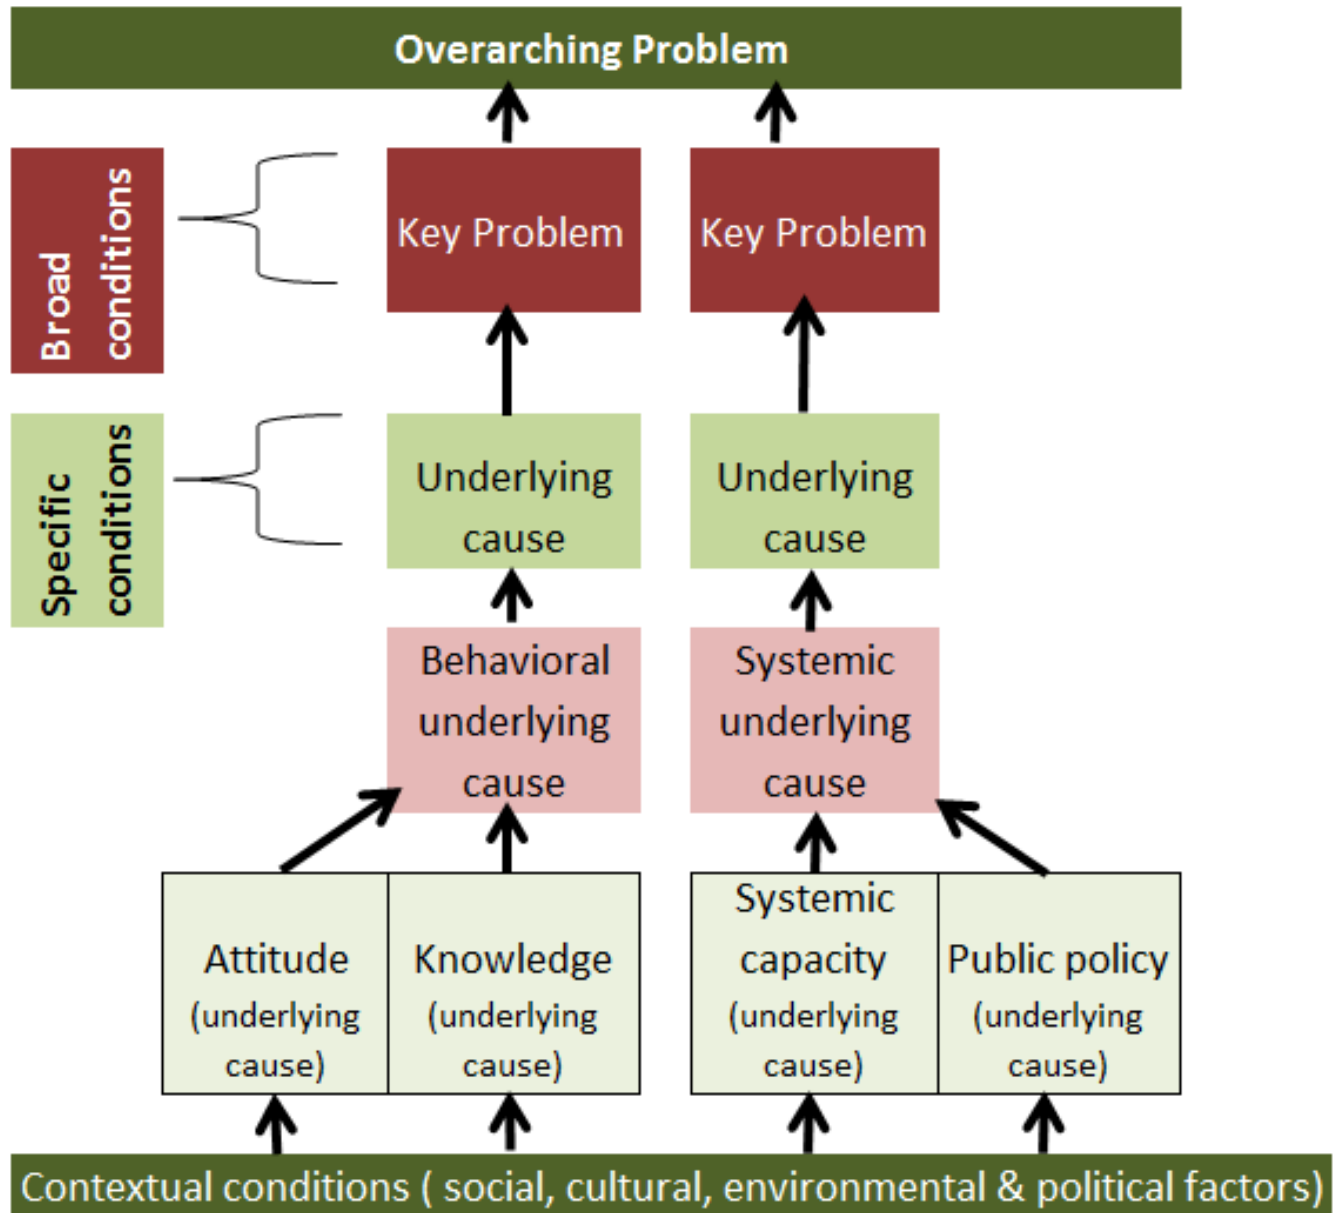 Overarching Problem
Broad
conditions
Key Problem
Key Problem
Specific
conditions
Underlying
cause
Underlying
cause
Behavioral
underlying
cause
Systemic
underlying
cause
Attitude
(underlying
cause)
Knowledge
(underlying
cause)
Systemic
capacity
(underlying
cause)
Public policy
(underlying
cause)
Contextual conditions ( social, cultural, environmental & political factors)